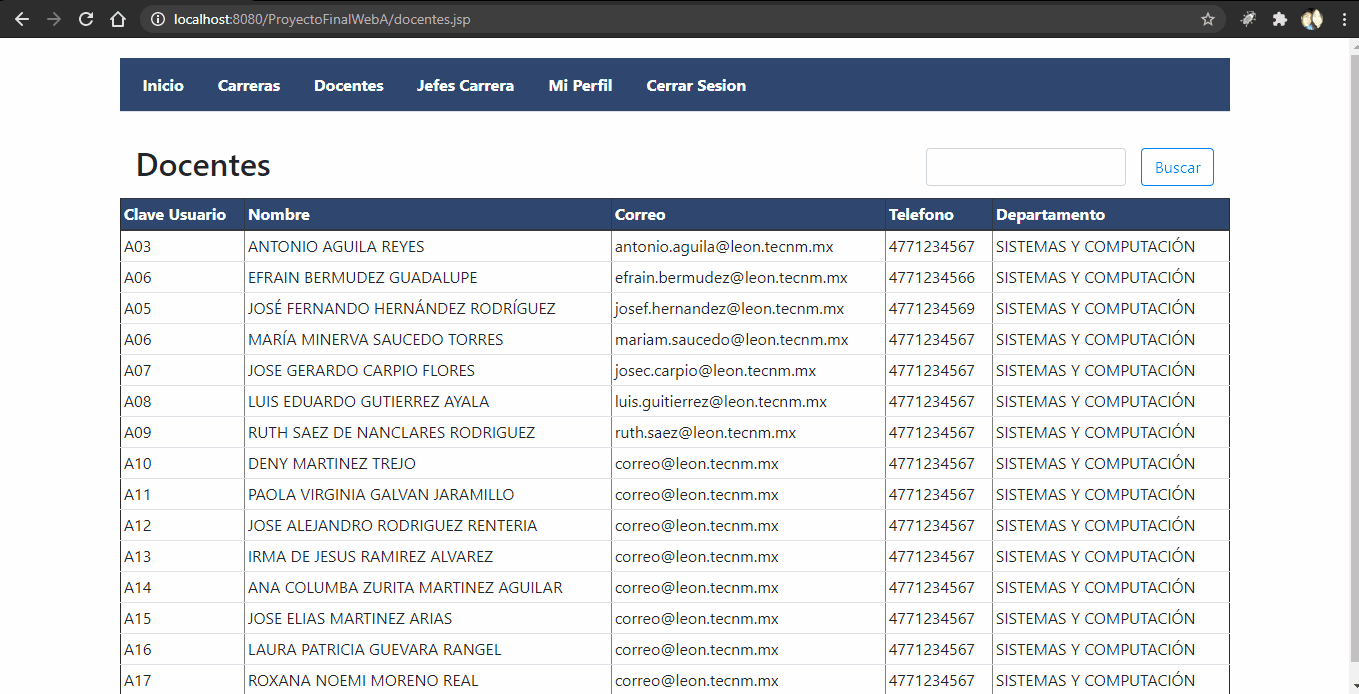 localhost:8080/ProyectoFinalWebA/docentes.jsp
Inicio Carreras Docentes Jefes Carrera Mi Perfil Cerrar Sesion
Docentes Buscar
Clave Usuario Nombre Correo Telefono Departamento
A03 ANTONIO AGUILA REYES antonio.aguila@leon.tecnm.mx 4771234567 SISTEMAS Y COMPUTACIÓN
A06 EFRAIN BERMUDEZ GUADALUPE efrain.bermudez@leon.tecnm.mx 4771234566 SISTEMAS Y COMPUTACIÓN
A05 JOSÉ FERNANDO HERNÁNDEZ RODRÍGUEZ josef.hernandez@leon.tecnm.mx 4771234569 SISTEMAS Y COMPUTACIÓN
A06 MARÍA MINERVA SAUCEDO TORRES mariam.saucedo@leon.tecnm.mx 4771234567 SISTEMAS Y COMPUTACIÓN
A07 JOSE GERARDO CARPIO FLORES josec.carpio@leon.tecnm.mx 4771234567 SISTEMAS Y COMPUTACIÓN
A08 LUIS EDUARDO GUTIERREZ AYALA luis.guitierrez@leon.tecnm.mx 4771234567 SISTEMAS Y COMPUTACIÓN
A09 RUTH SAEZ DE NANCLARES RODRIGUEZ ruth.saez@leon.tecnm.mx 4771234567 SISTEMAS Y COMPUTACIÓN
A10 DENY MARTINEZ TREJO correo@leon.tecnm.mx 4771234567 SISTEMAS Y COMPUTACIÓN
A11 PAOLA VIRGINIA GALVAN JARAMILLO correo@leon.tecnm.mx 4771234567 SISTEMAS Y COMPUTACIÓN
A12 JOSE ALEJANDRO RODRIGUEZ RENTERIA correo@leon.tecnm.mx 4771234567 SISTEMAS Y COMPUTACIÓN
A13 IRMA DE JESUS RAMIREZ ALVAREZ correo@leon.tecnm.mx 4771234567 SISTEMAS Y COMPUTACIÓN
A14 ANA COLUMBA ZURITA MARTINEZ AGUILAR correo@leon.tecnm.mx 4771234567 SISTEMAS Y COMPUTACIÓN
A15 JOSE ELIAS MARTINEZ ARIAS correo@leon.tecnm.mx 4771234567 SISTEMAS Y COMPUTACIÓN
A16 LAURA PATRICIA GUEVARA RANGEL correo@leon.tecnm.mx 4771234567 SISTEMAS Y COMPUTACIÓN
A17 ROXANA NOEMI MORENO REAL correo@leon.tecnm.mx 4771234567 SISTEMAS Y COMPUTACIÓN